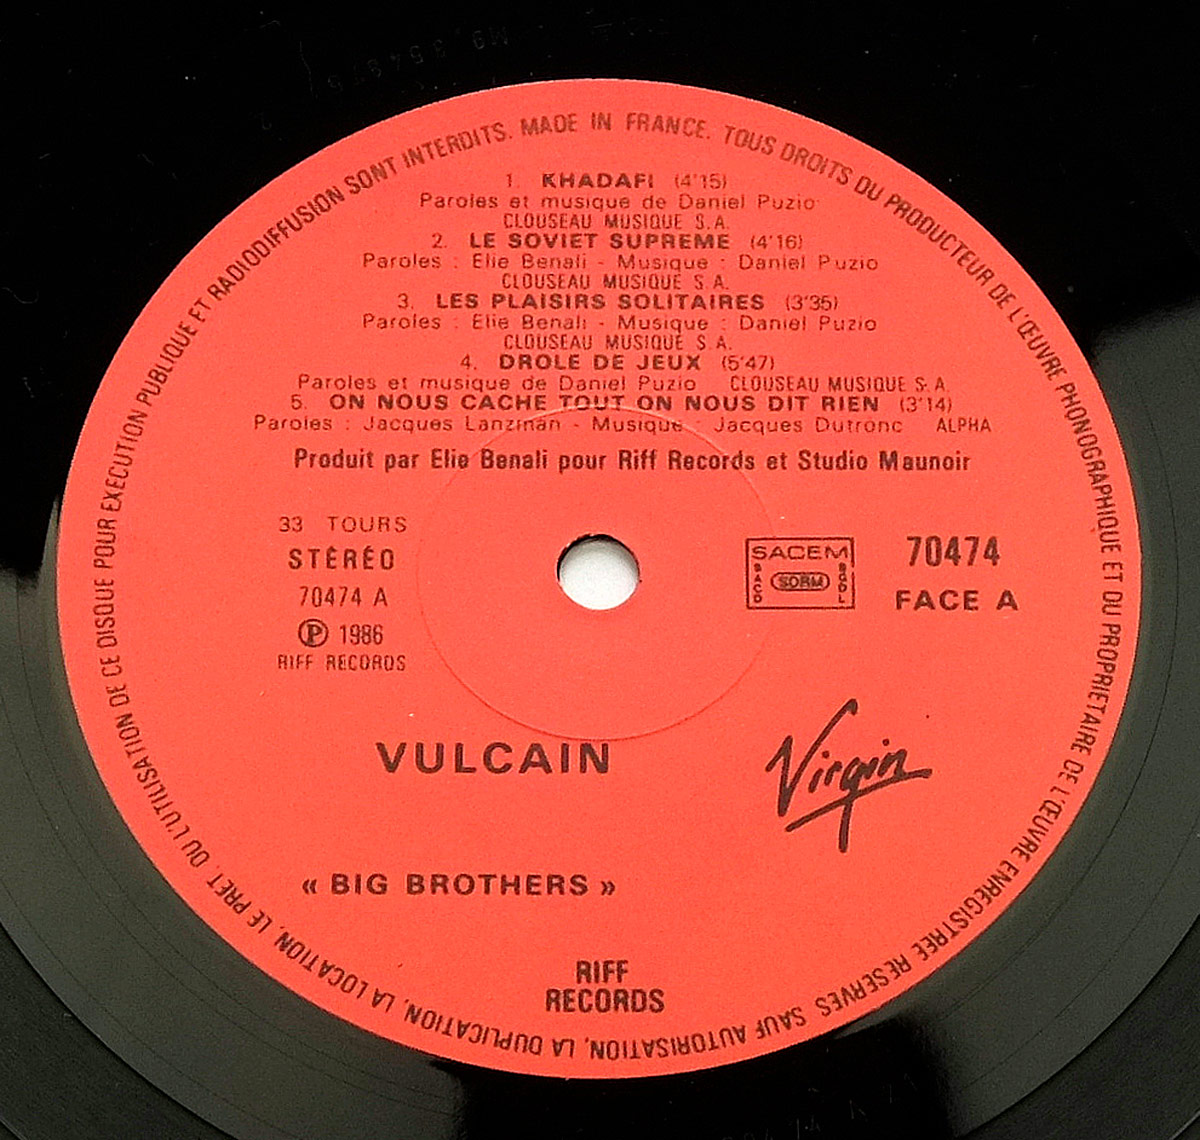 1. KHADAFI (4'15)
Paroles et musique de Daniel Puzio
CLOUSEAU MUSIQUE S.A.
2. LE SOVIET SUPREME (4'16)
Paroles : Elie Benali - Musique : Daniel Puzio
CLOUSEAU MUSIQUE S.A.
3. LES PLAISIRS SOLITAIRES (3'35)
Paroles : Elie Benali - Musique : Daniel Puzio
CLOUSEAU MUSIQUE S.A.
4. DROLE DE JEUX (5'47)
Paroles et musique de Daniel Puzio CLOUSEAU MUSIQUE S.A.
5. ON NOUS CACHE TOUT ON NOUS DIT RIEN (3'14)
Paroles : Jacques Lanzman - Musique : Jacques Dutronc ALPHA
Produit par Elie Benali pour Riff Records et Studio Maunoir
33 TOURS
STÉRÉO
70474 A
Ⓟ 1986
RIFF RECORDS
SACEM
SACD SDRM SGDL
70474
FACE A
VULCAIN
Virgin
« BIG BROTHERS »
RIFF
RECORDS
MADE IN FRANCE. TOUS DROITS DU PRODUCTEUR DE L'ŒUVRE PHONOGRAPHIQUE ET DU PROPRIETAIRE DE L'ŒUVRE ENREGISTREE RESERVES SAUF AUTORISATION, LA DUPLICATION, LA LOCATION, LE PRET, OU L'UTILISATION DE CE DISQUE POUR EXECUTION PUBLIQUE ET RADIODIFFUSION SONT INTERDITS.